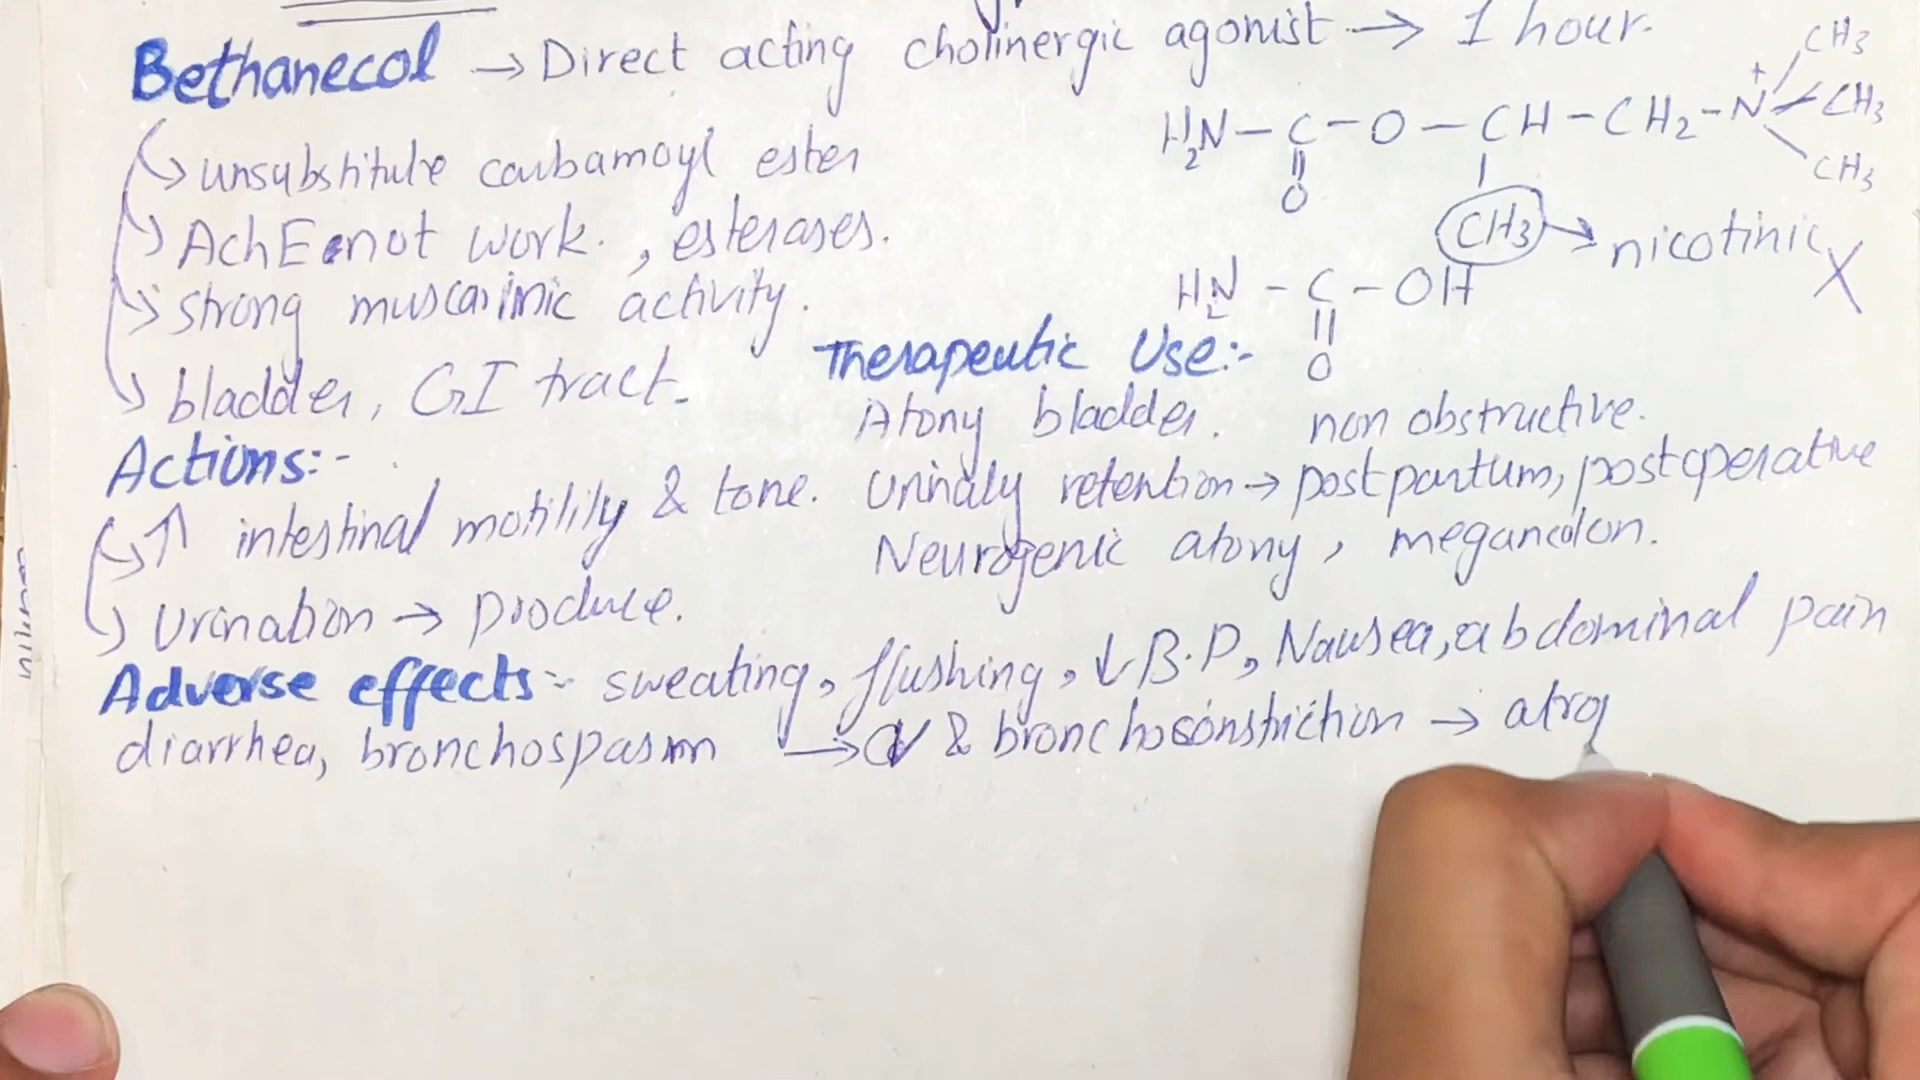 Bethanecol → Direct acting cholinergic agonist → 1 hour.
H₂N – C – O – CH – CH₂ – N⁺
CH₃
CH₃
CH₃
O
CH₃ → nicotinic X
↳ unsubstitute carbamoyl ester
↳ AchE not work. , esterases.
↳ strong muscarinic activity.
↳ bladder, GI tract.
H₂N – C – OH
O
Therapeutic Use:-
Atony bladder. non obstructive.
Urinary retention → postpartum, postoperative
Neurogenic atony, megancolon.
Actions:-
↳ ↑ intestinal motility & tone.
↳ Urination → produce.
Adverse effects:- sweating, flushing, ↓ B.P, Nausea, abdominal pain
diarrhea, bronchospasm → & bronchoconstriction → atrop